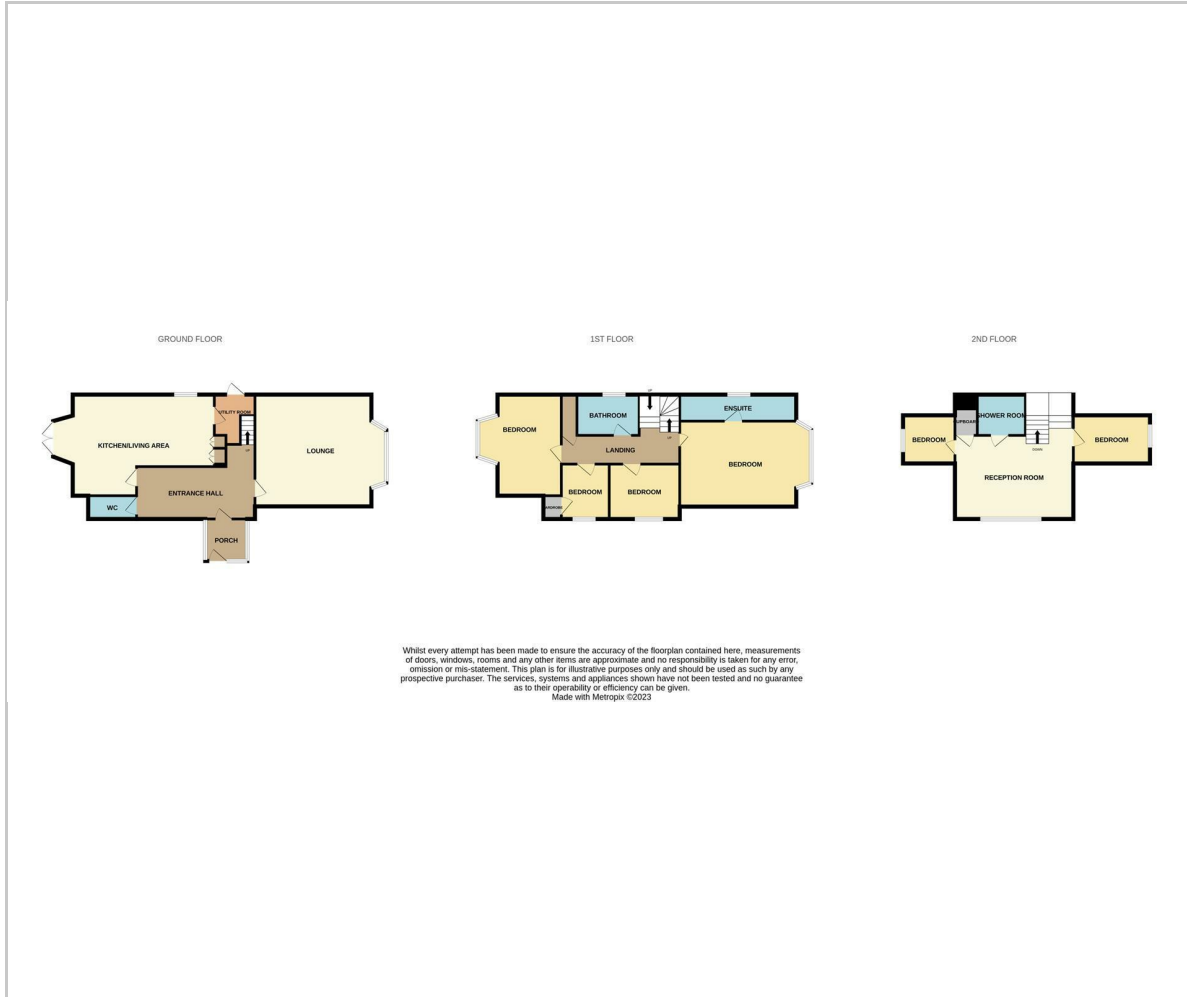 GROUND FLOOR
UTILITY ROOM
KITCHEN/LIVING AREA
UP
LOUNGE
ENTRANCE HALL
WC
PORCH
1ST FLOOR
UP
BATHROOM
ENSUITE
BEDROOM
UP
LANDING
BEDROOM
BEDROOM
BEDROOM
2ND FLOOR
SHOWER ROOM
BEDROOM
BEDROOM
DOWN
RECEPTION ROOM
Whilst every attempt has been made to ensure the accuracy of the floorplan contained here, measurements
of doors, windows, rooms and any other items are approximate and no responsibility is taken for any error,
omission or mis-statement. This plan is for illustrative purposes only and should be used as such by any
prospective purchaser. The services, systems and appliances shown have not been tested and no guarantee
as to their operability or efficiency can be given.
Made with Metropix ©2023